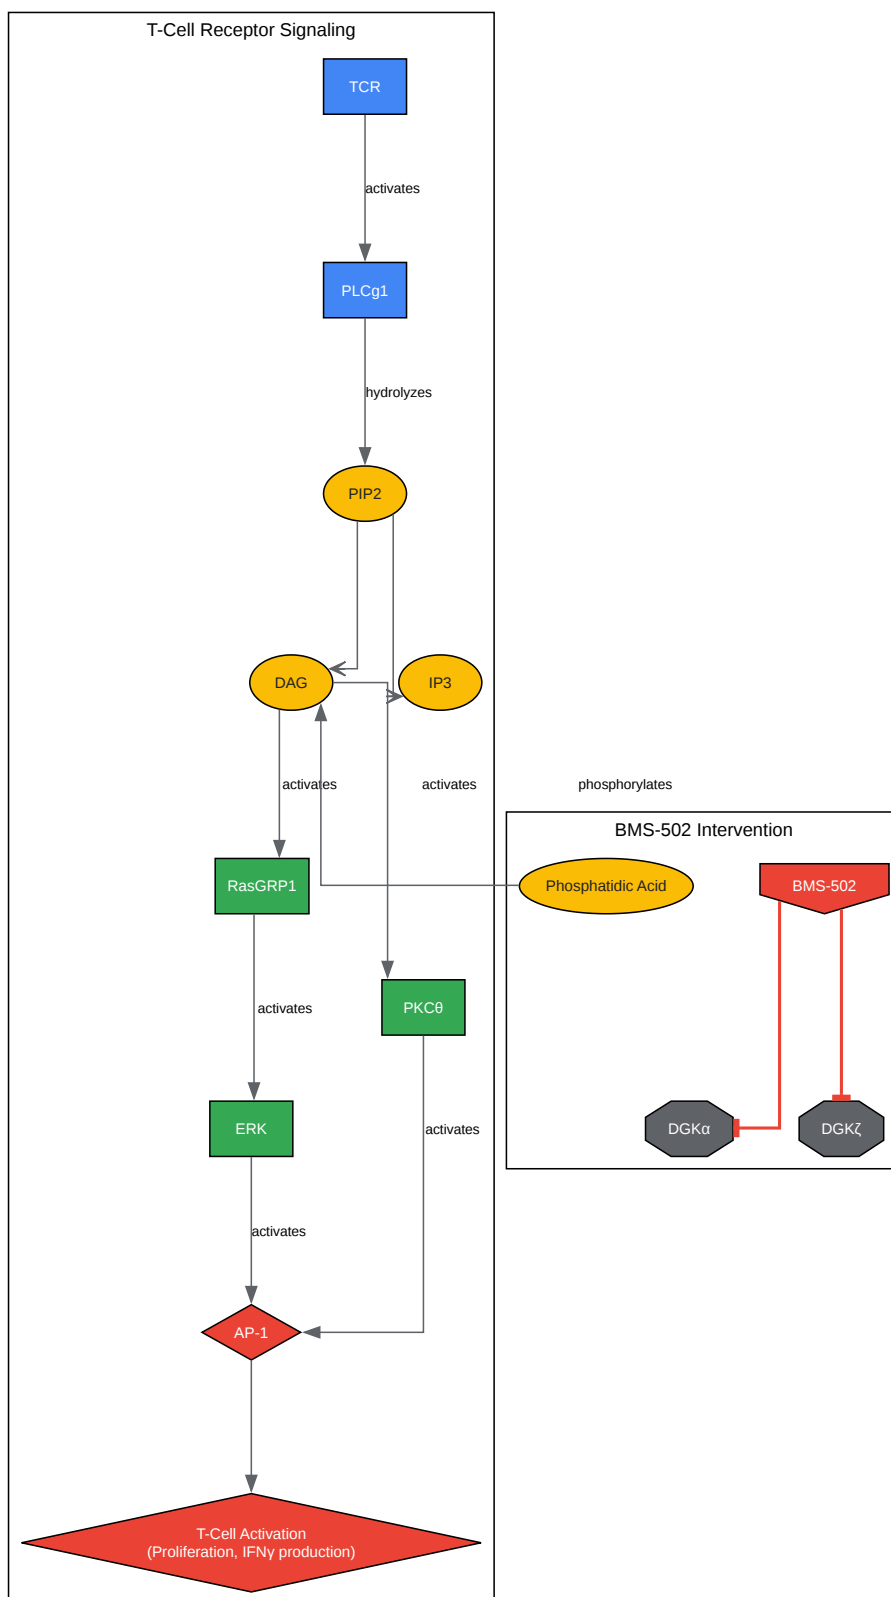 T-Cell Receptor Signaling
TCR
activates
PLCg1
hydrolyzes
PIP2
DAG
IP3
activates
activates
phosphorylates
BMS-502 Intervention
RasGRP1
Phosphatidic Acid
BMS-502
activates
PKCθ
ERK
activates
DGKα
DGKζ
activates
AP-1
T-Cell Activation
(Proliferation, IFNγ production)